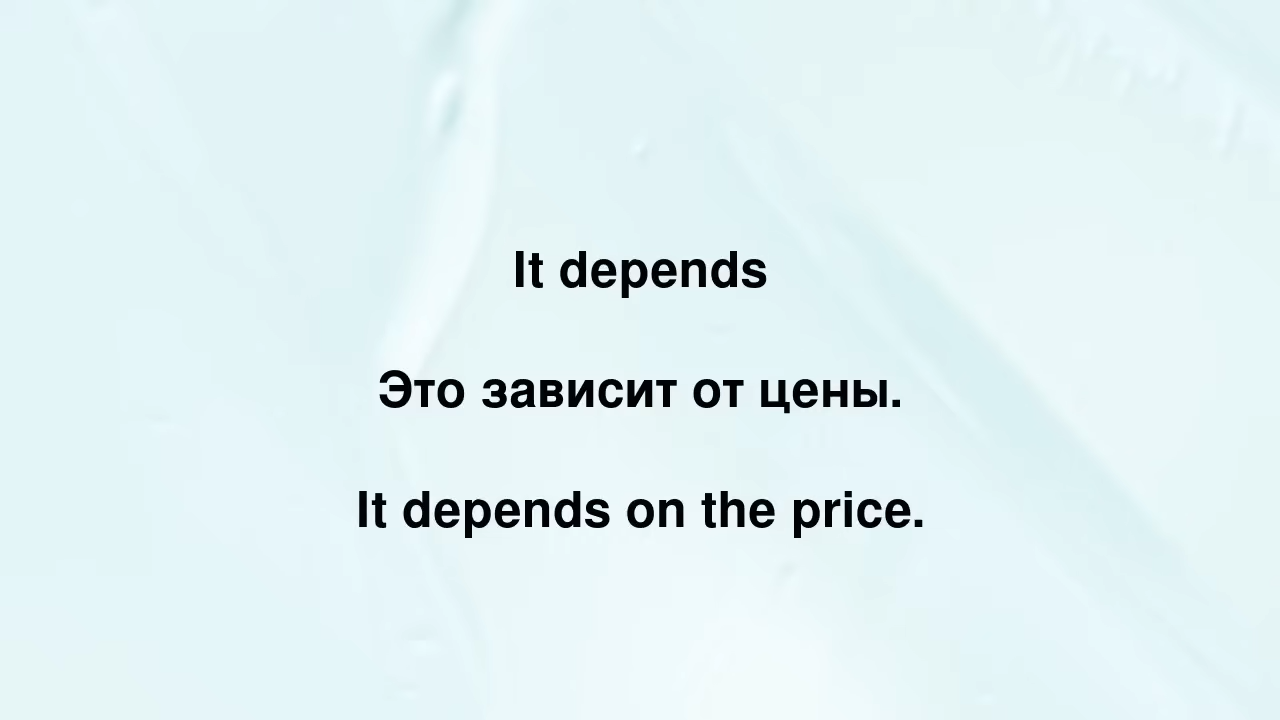 It depends
Это зависит от цены.
It depends on the price.